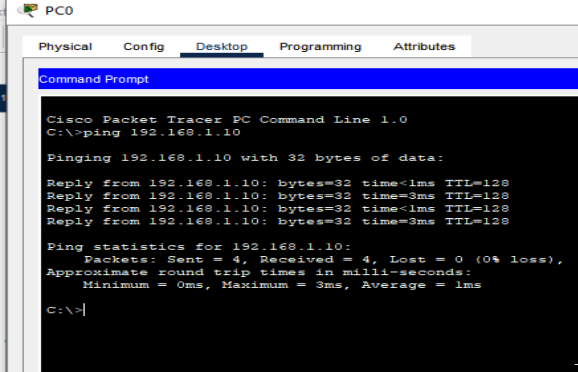 PC0
Physical Config Desktop Programming Attributes
Command Prompt
Cisco Packet Tracer PC Command Line 1.0
C:\>ping 192.168.1.10
Pinging 192.168.1.10 with 32 bytes of data:
Reply from 192.168.1.10: bytes=32 time<1ms TTL=128
Reply from 192.168.1.10: bytes=32 time=3ms TTL=128
Reply from 192.168.1.10: bytes=32 time<1ms TTL=128
Reply from 192.168.1.10: bytes=32 time<1ms TTL=128
Ping statistics for 192.168.1.10:
Packets: Sent = 4, Received = 4, Lost = 0 (0% loss),
Approximate round trip times in milli-seconds:
Minimum = 0ms, Maximum = 3ms, Average = 1ms
C:\>